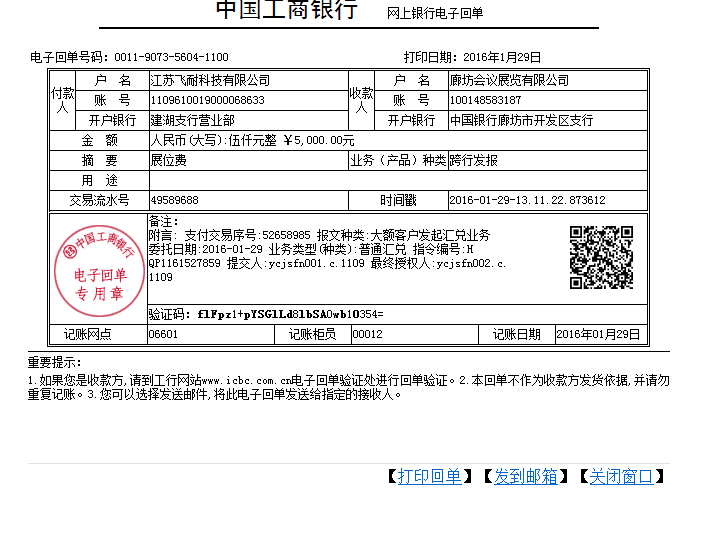 中国工商银行 网上银行电子回单
电子回单号码：0011-9073-5604-1100 打印日期：2016年1月29日
付款人 户 名 江苏飞耐科技有限公司 收款人 户 名 廊坊会议展览有限公司
账 号 1109610019000068633 账 号 100148583187
开户银行 建湖支行营业部 开户银行 中国银行廊坊市开发区支行
金 额 人民币(大写):伍仟元整 ￥5,000.00元
摘 要 展位费 业务（产品）种类 跨行发报
用 途
交易流水号 49589688 时间戳 2016-01-29-13.11.22.873612
中国工商银行
电子回单
专用章
备注：
附言: 支付交易序号:52658985 报文种类:大额客户发起汇兑业务
委托日期:2016-01-29 业务类型(种类):普通汇兑 指令编号:H
QP1161527859 提交人:ycjsfn001.c.1109 最终授权人:ycjsfn002.c.
1109
验证码：flFpz1+pYSGlLd8lbSA0wbl0354=
记账网点 06601 记账柜员 00012 记账日期 2016年01月29日
重要提示：
1.如果您是收款方,请到工行网站www.icbc.com.cn电子回单验证处进行回单验证。2.本回单不作为收款方发货依据,并请勿
重复记账。3.您可以选择发送邮件,将此电子回单发送给指定的接收人。
【打印回单】【发到邮箱】【关闭窗口】